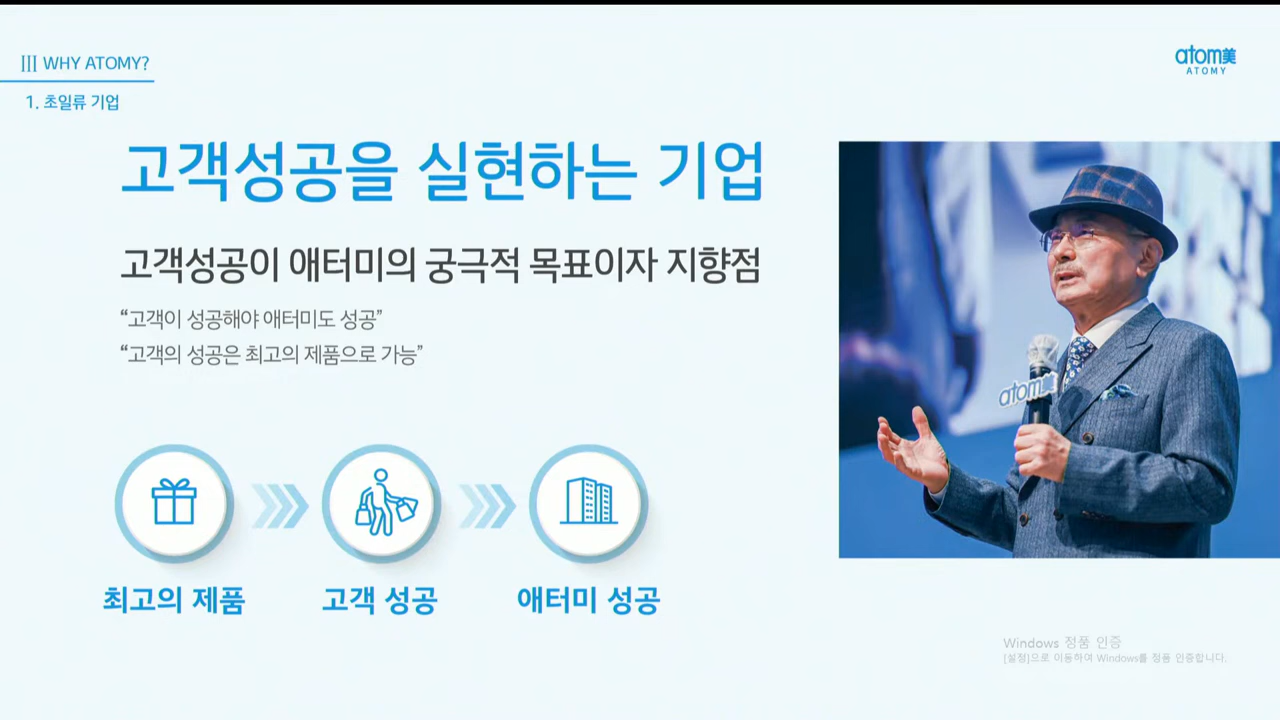 III WHY ATOMY?
atom美
ATOMY
1. 초일류 기업
고객성공을 실현하는 기업
고객성공이 애터미의 궁극적 목표이자 지향점
“고객이 성공해야 애터미도 성공”
“고객의 성공은 최고의 제품으로 가능”
atom美
최고의 제품
고객 성공
애터미 성공
Windows 정품 인증
[설정]으로 이동하여 Windows를 정품 인증합니다.